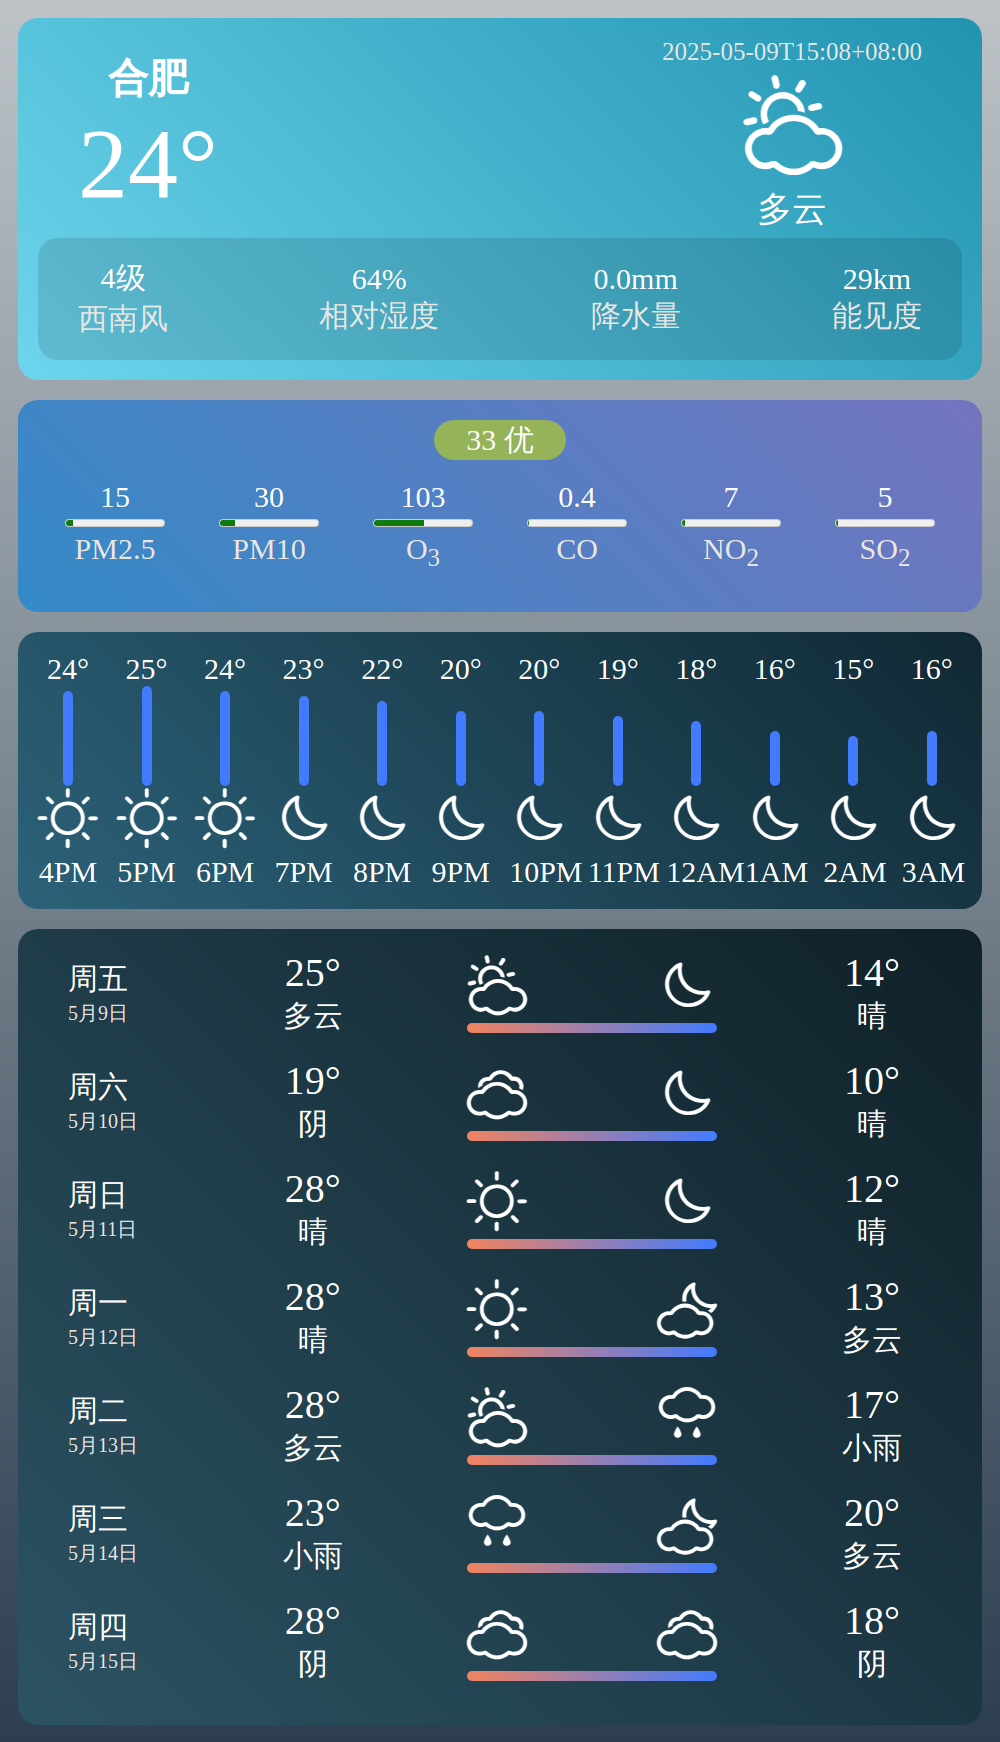 合肥
2025-05-09T15:08+08:00
24°
多云
4级 64% 0.0mm 29km
西南风 相对湿度 降水量 能见度
33 优
15 30 103 0.4 7 5
PM2.5 PM10 O3 CO NO2 SO2
24° 25° 24° 23° 22° 20° 20° 19° 18° 16° 15° 16°
4PM 5PM 6PM 7PM 8PM 9PM 10PM 11PM 12AM 1AM 2AM 3AM
周五 25° 14°
5月9日 多云 晴
周六 19° 10°
5月10日 阴 晴
周日 28° 12°
5月11日 晴 晴
周一 28° 13°
5月12日 晴 多云
周二 28° 17°
5月13日 多云 小雨
周三 23° 20°
5月14日 小雨 多云
周四 28° 18°
5月15日 阴 阴